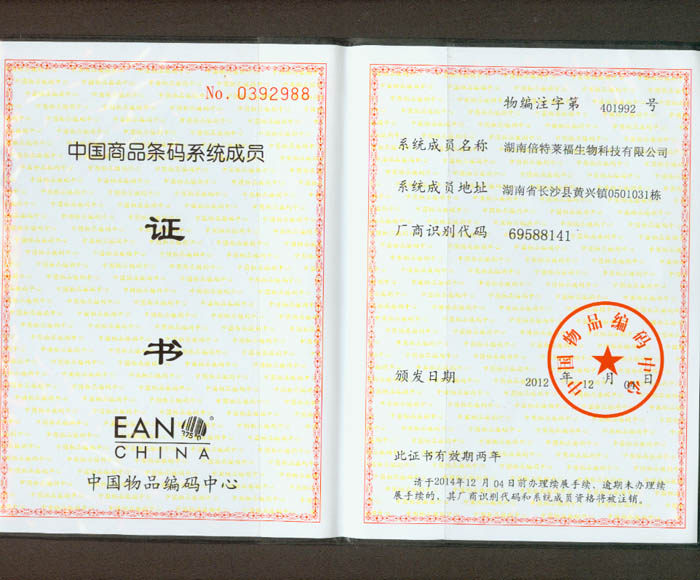 No. 0392988
中国商品条码系统成员
证
书
EAN
CHINA
中国物品编码中心
物编注字第 401992 号
系统成员名称 湖南倍特莱福生物科技有限公司
系统成员地址 湖南省长沙县黄兴镇0501031栋
厂商识别代码 69588141
中国物品编码中心
颁发日期 2012 年 12 月 04 日
此证书有效期两年
请于2014年12月04日前办理续展手续、逾期未办理续
展手续的，其厂商识别代码和系统成员资格将被注销。